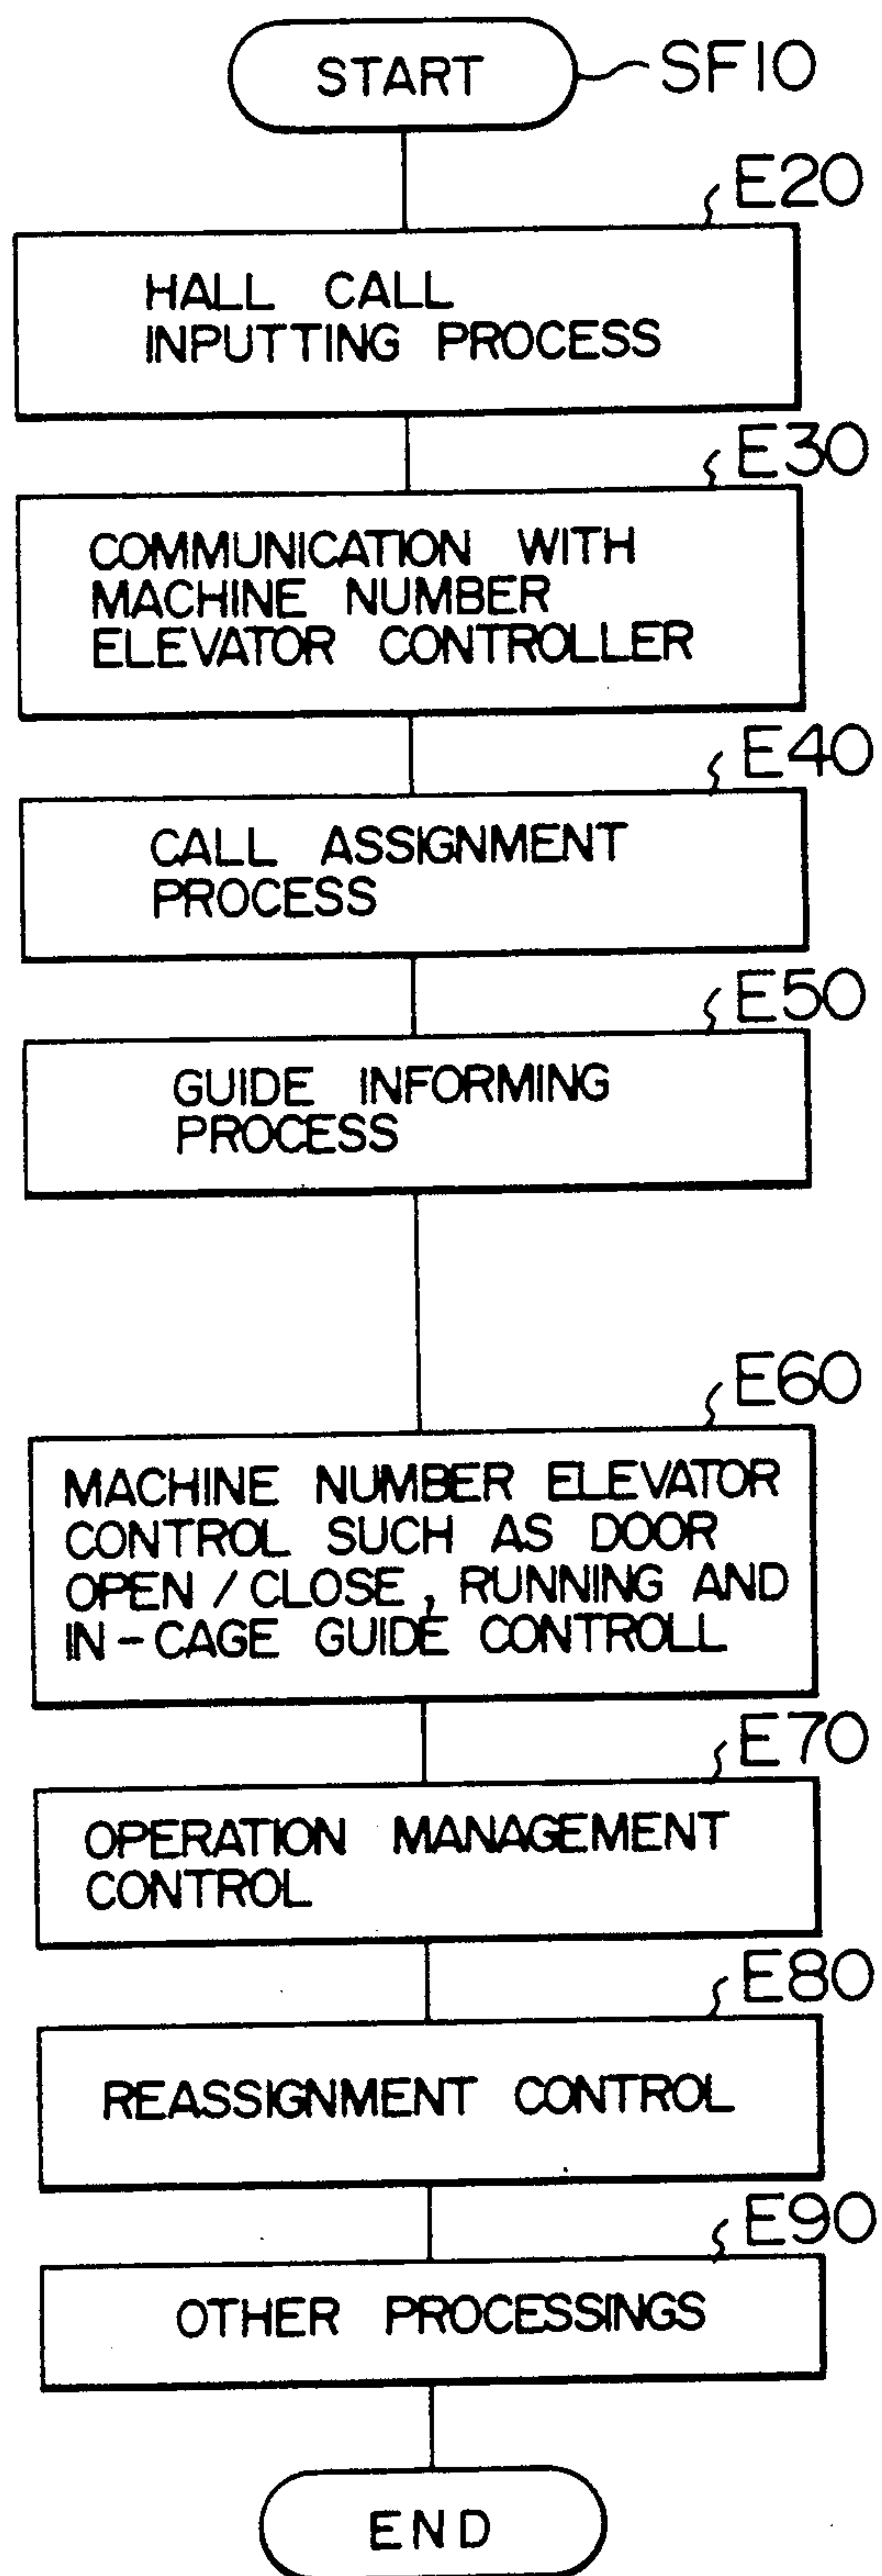 START
SF10
E20
HALL CALL
INPUTTING PROCESS
E30
COMMUNICATION WITH
MACHINE NUMBER
ELEVATOR CONTROLLER
E40
CALL ASSIGNMENT
PROCESS
E50
GUIDE INFORMING
PROCESS
E60
MACHINE NUMBER ELEVATOR
CONTROL SUCH AS DOOR
OPEN / CLOSE, RUNNING AND
IN-CAGE GUIDE CONTROLL
E70
OPERATION MANAGEMENT
CONTROL
E80
REASSIGNMENT CONTROL
E90
OTHER PROCESSINGS
END